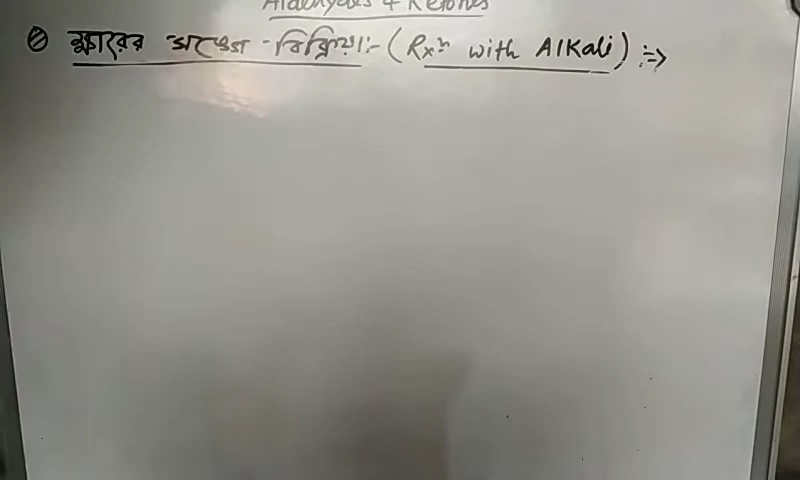 Aldehydes & Ketones
ক্ষারের সঙ্গে বিক্রিয়া:- (Rxn with Alkali) :⇒